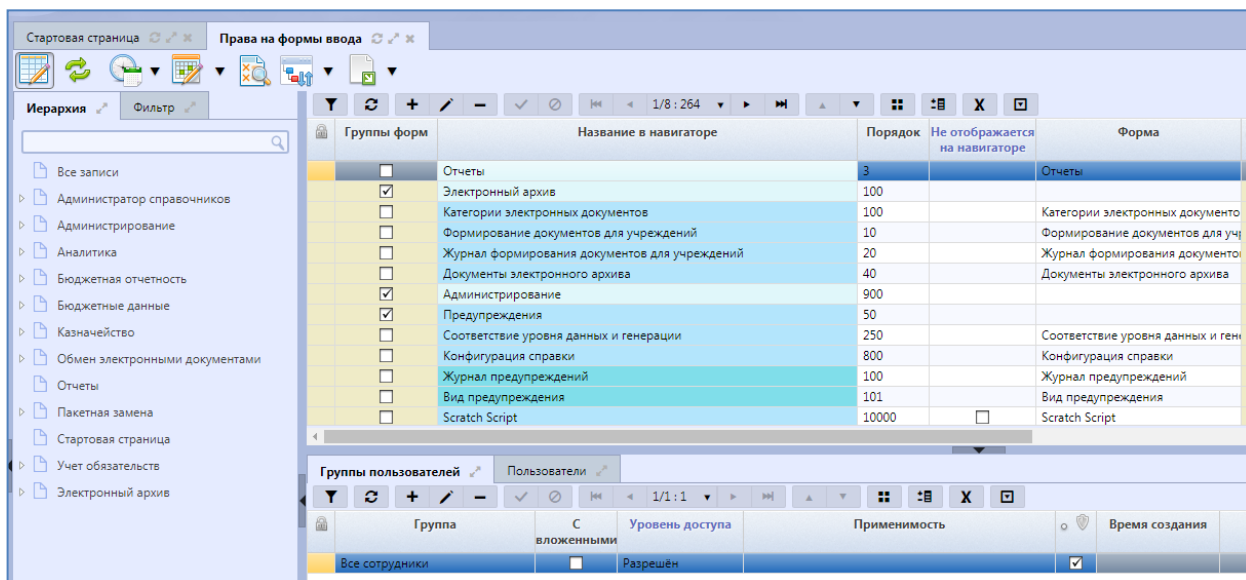 Стартовая страница
Права на формы ввода
Иерархия
Фильтр
Все записи
Администратор справочников
Администрирование
Аналитика
Бюджетная отчетность
Бюджетные данные
Казначейство
Обмен электронными документами
Отчеты
Пакетная замена
Стартовая страница
Учет обязательств
Электронный архив
1/8 : 264
X
Группы форм Название в навигаторе Порядок Не отображается на навигаторе Форма
Отчеты 3 Отчеты
Электронный архив 100
Категории электронных документов 100 Категории электронных документо
Формирование документов для учреждений 10 Формирование документов для уч
Журнал формирования документов для учреждений 20 Журнал формирования документо
Документы электронного архива 40 Документы электронного архива
Администрирование 900
Предупреждения 50
Соответствие уровня данных и генерации 250 Соответствие уровня данных и ген
Конфигурация справки 800 Конфигурация справки
Журнал предупреждений 100 Журнал предупреждений
Вид предупреждения 101 Вид предупреждения
Scratch Script 10000 Scratch Script
Группы пользователей
Пользователи
1/1 : 1
X
Группа С вложенными Уровень доступа Применимость Время создания
Все сотрудники Разрешён